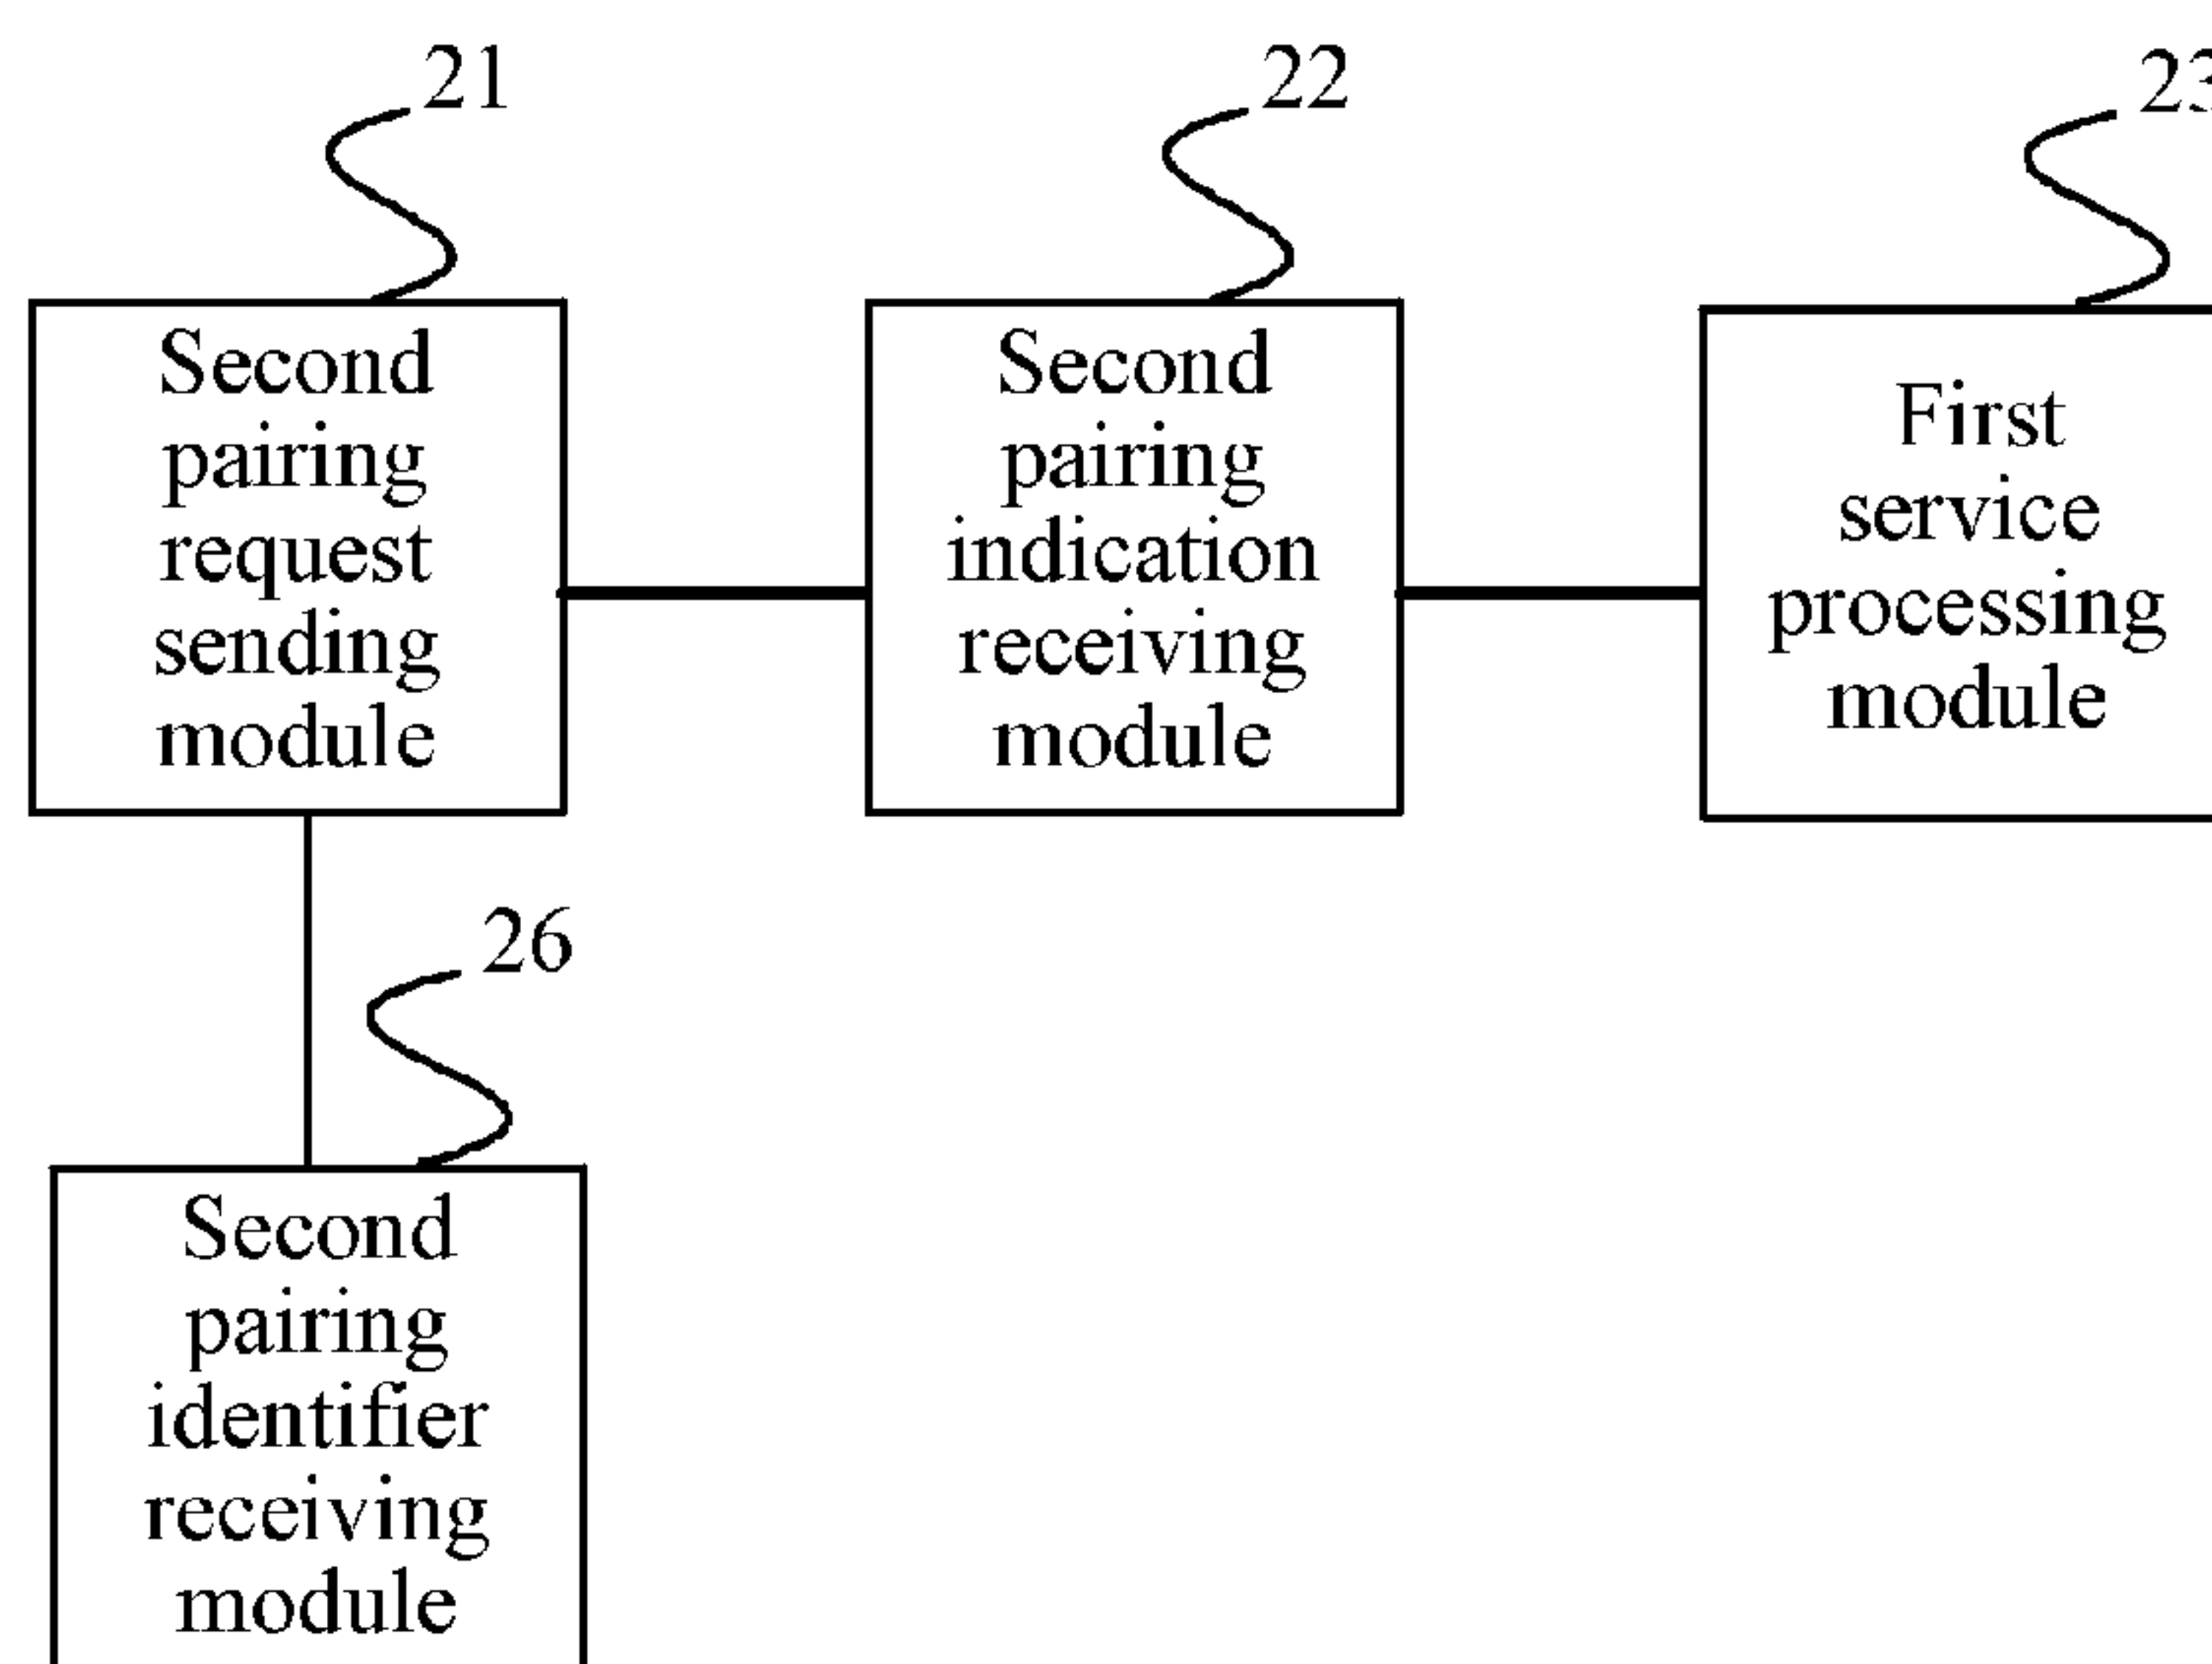 21
22
23
Second
pairing
request
sending
module
Second
pairing
indication
receiving
module
First
service
processing
module
26
Second
pairing
identifier
receiving
module